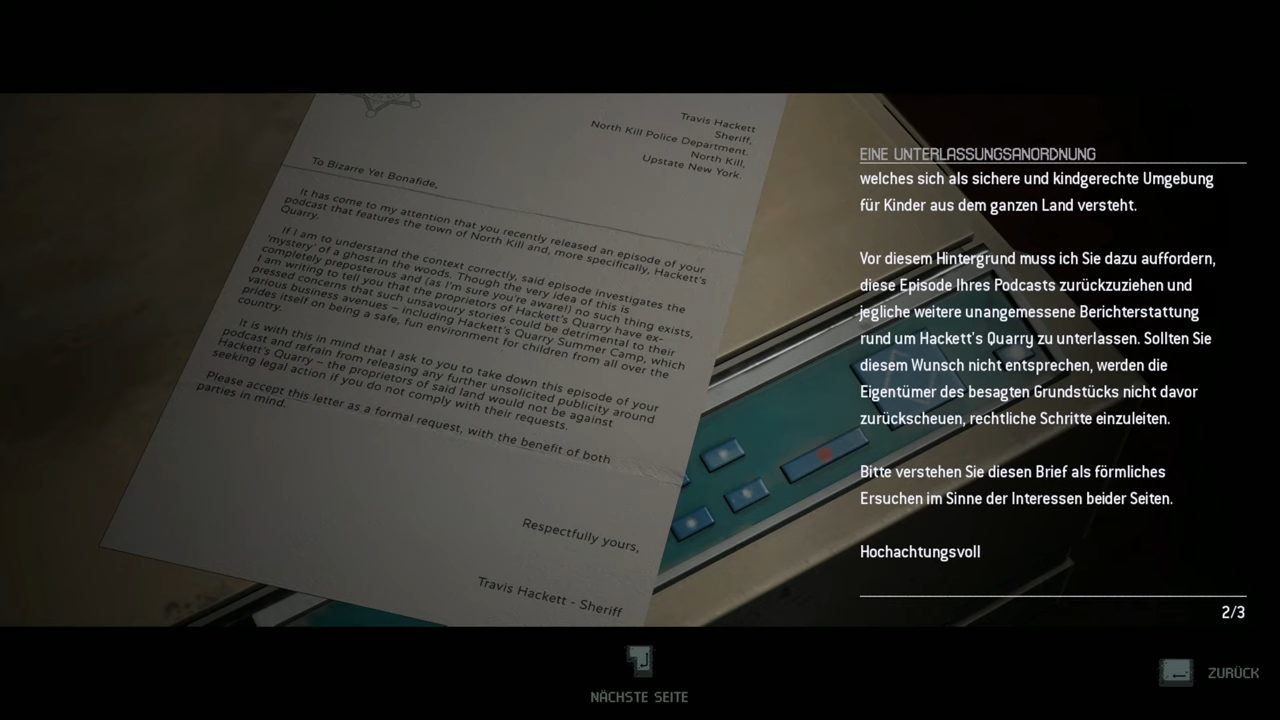 Travis Hackett
Sheriff,
North Kill Police Department.
North Kill,
Upstate New York.
To Bizarre Yet Bonafide,
It has come to my attention that you recently released an episode of your
podcast that features the town of North Kill and, more specifically, Hackett's
Quarry.
If I am to understand the context correctly, said episode investigates the
'mystery' of a ghost in the woods. Though the very idea of this is
completely preposterous and (as I'm sure you're aware!) no such thing exists,
I am writing to tell you that the proprietors of Hackett's Quarry have ex-
pressed concerns that such unsavoury stories could be detrimental to their
various business avenues – including Hackett's Quarry Summer Camp, which
prides itself on being a safe, fun environment for children from all over the
country.
It is with this in mind that I ask to you to take down this episode of your
podcast and refrain from releasing any further unsolicited publicity around
Hackett's Quarry – the proprietors of said land would not be against
seeking legal action if you do not comply with their requests.
Please accept this letter as a formal request, with the benefit of both
parties in mind.
Respectfully yours,
Travis Hackett - Sheriff
EINE UNTERLASSUNGSANORDNUNG
welches sich als sichere und kindgerechte Umgebung
für Kinder aus dem ganzen Land versteht.
Vor diesem Hintergrund muss ich Sie dazu auffordern,
diese Episode Ihres Podcasts zurückzuziehen und
jegliche weitere unangemessene Berichterstattung
rund um Hackett's Quarry zu unterlassen. Sollten Sie
diesem Wunsch nicht entsprechen, werden die
Eigentümer des besagten Grundstücks nicht davor
zurückscheuen, rechtliche Schritte einzuleiten.
Bitte verstehen Sie diesen Brief als förmliches
Ersuchen im Sinne der Interessen beider Seiten.
Hochachtungsvoll
2/3
NÄCHSTE SEITE
ZURÜCK